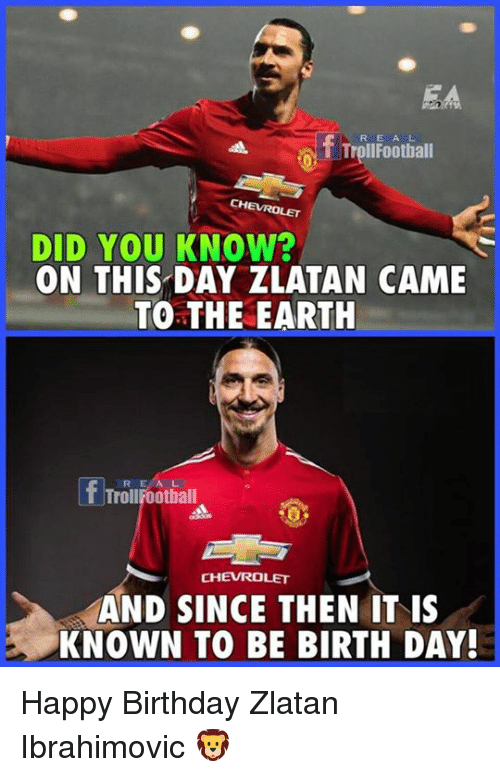 EA
REAL
f TrollFootball
CHEVROLET
DID YOU KNOW?
ON THIS DAY ZLATAN CAME
TO THE EARTH
REAL
f TrollFootball
adidas
CHEVROLET
AND SINCE THEN IT IS
KNOWN TO BE BIRTH DAY!
Happy Birthday Zlatan
Ibrahimovic 🦁